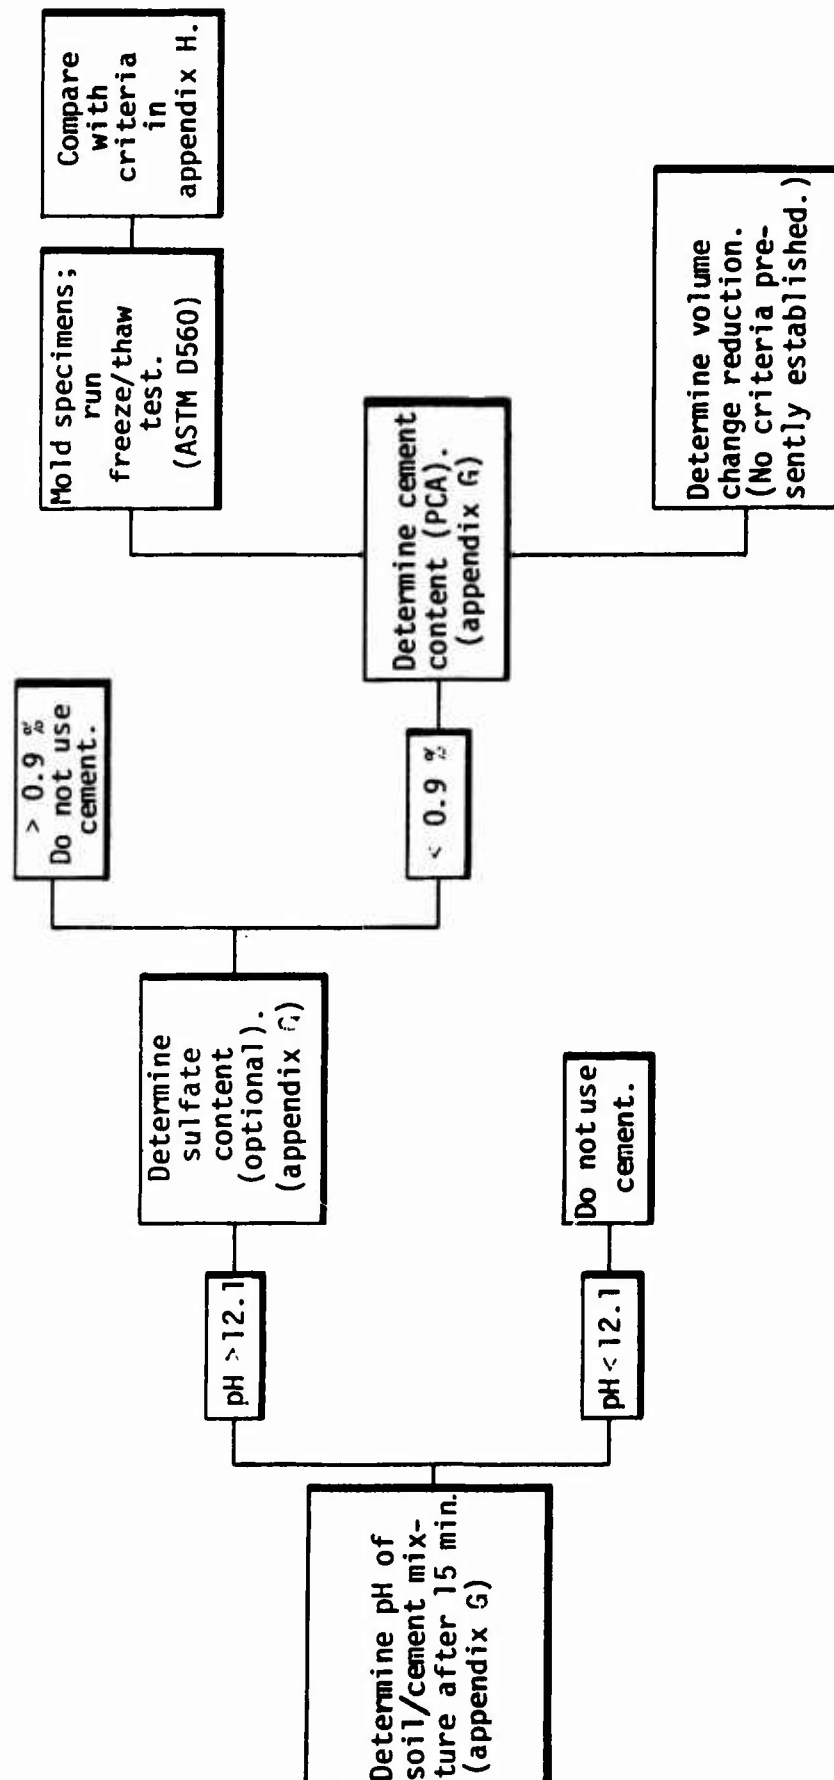 Determine pH of
soil/cement mix-
ture after 15 min.
(appendix G)
pH >12.1
pH<12.1
Determine
sulfate
content
(optional).
(appendix G)
Do not use
cement.
> 0.9 %
Do not use
cement.
< 0.9 %
Determine cement
content (PCA).
(appendix G)
Mold specimens;
run
freeze/thaw
test.
(ASTM D560)
Determine volume
change reduction.
(No criteria pre-
sently established.)
Compare
with
criteria
in
appendix H.